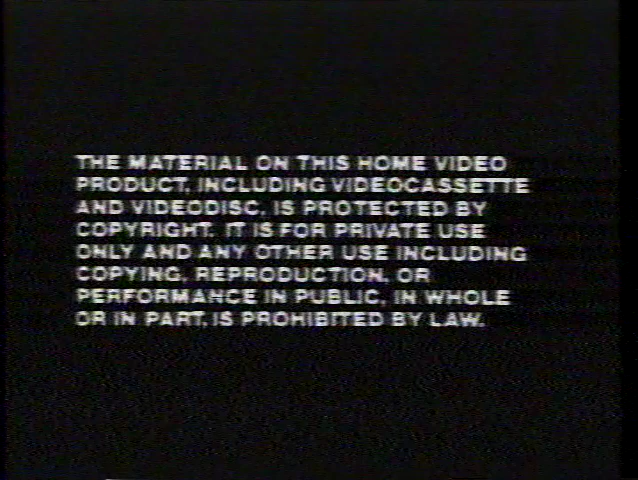 THE MATERIAL ON THIS HOME VIDEO
PRODUCT, INCLUDING VIDEOCASSETTE
AND VIDEODISC, IS PROTECTED BY
COPYRIGHT. IT IS FOR PRIVATE USE
ONLY AND ANY OTHER USE INCLUDING
COPYING, REPRODUCTION, OR
PERFORMANCE IN PUBLIC, IN WHOLE
OR IN PART, IS PROHIBITED BY LAW.